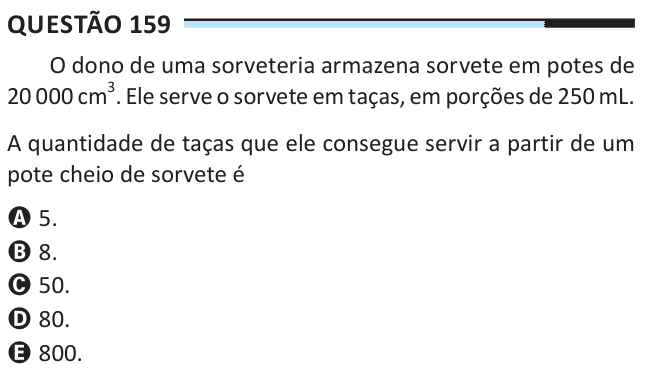 QUESTÃO 159
O dono de uma sorveteria armazena sorvete em potes de
20 000 cm³. Ele serve o sorvete em taças, em porções de 250 mL.
A quantidade de taças que ele consegue servir a partir de um
pote cheio de sorvete é
A 5.
B 8.
C 50.
D 80.
E 800.